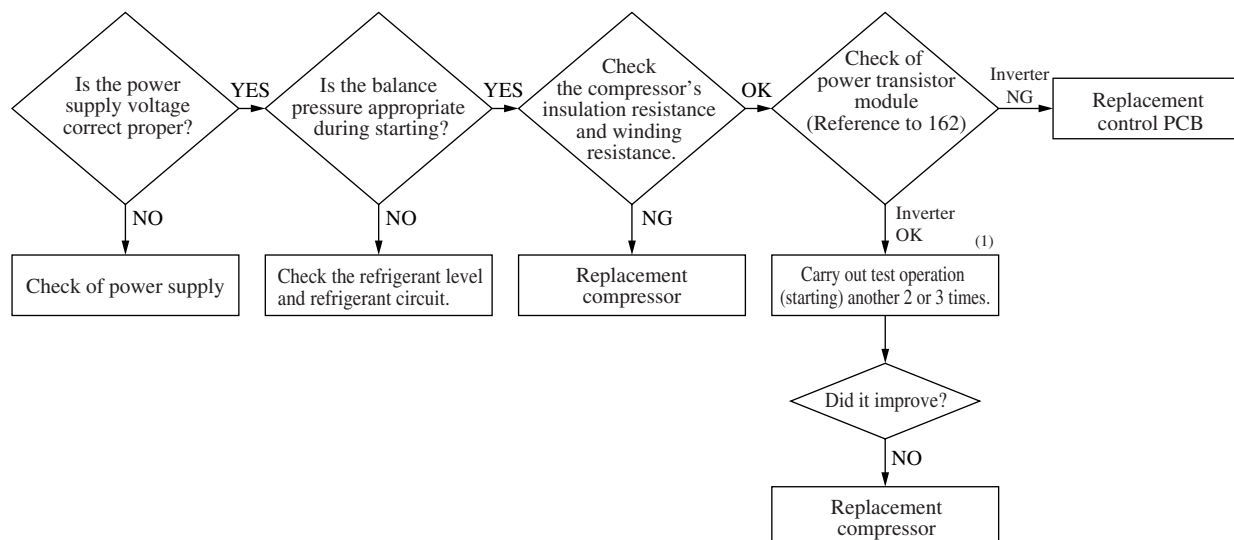 Is the power
supply voltage
correct proper?
YES
Is the balance
pressure appropriate
during starting?
YES
Check
the compressor’s
insulation resistance
and winding
resistance.
OK
Check of
power transistor
module
(Reference to 162)
Inverter
NG
Replacement
control PCB
NO
NO
NG
Inverter
OK
(1)
Check of power supply
Check the refrigerant level
and refrigerant circuit.
Replacement
compressor
Carry out test operation
(starting) another 2 or 3 times.
Did it improve?
NO
Replacement
compressor